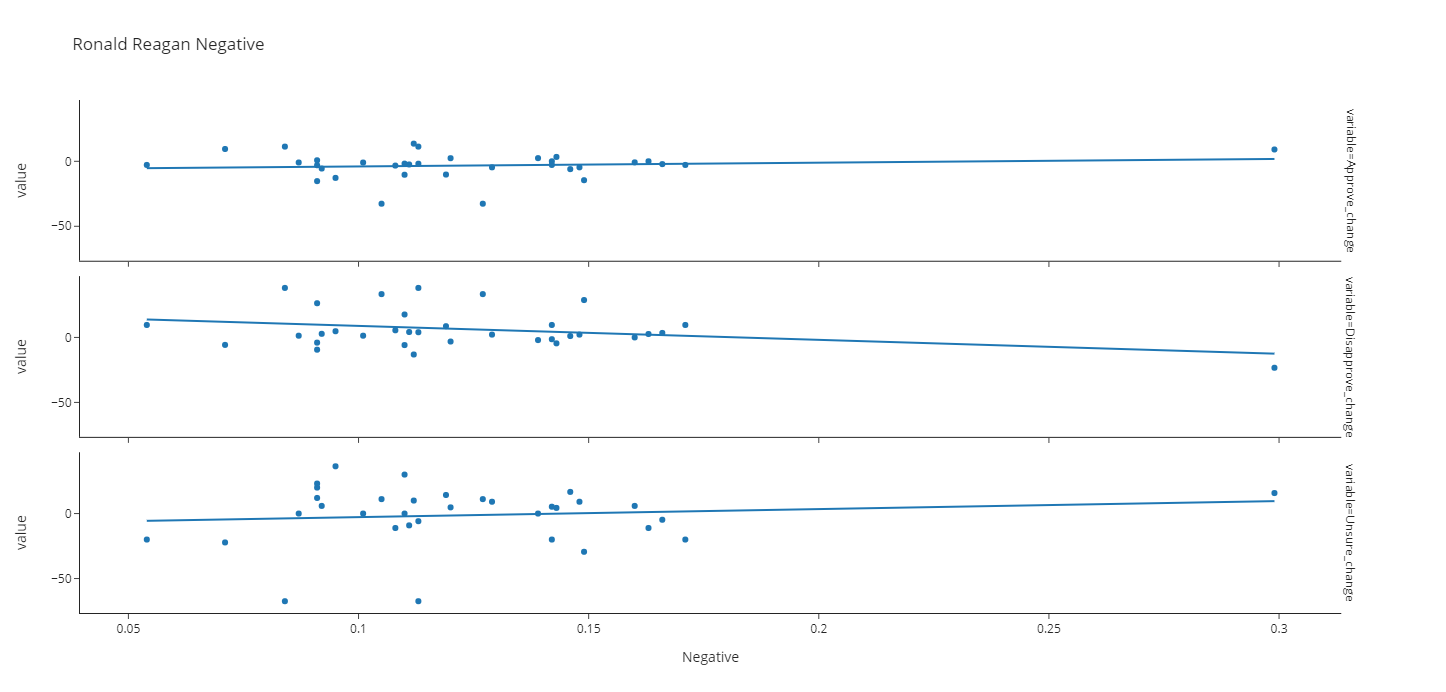 Ronald Reagan Negative
value
0
−50
variable=Approve_change
value
0
−50
variable=Disapprove_change
value
0
−50
variable=Unsure_change
0.05 0.1 0.15 0.2 0.25 0.3
Negative